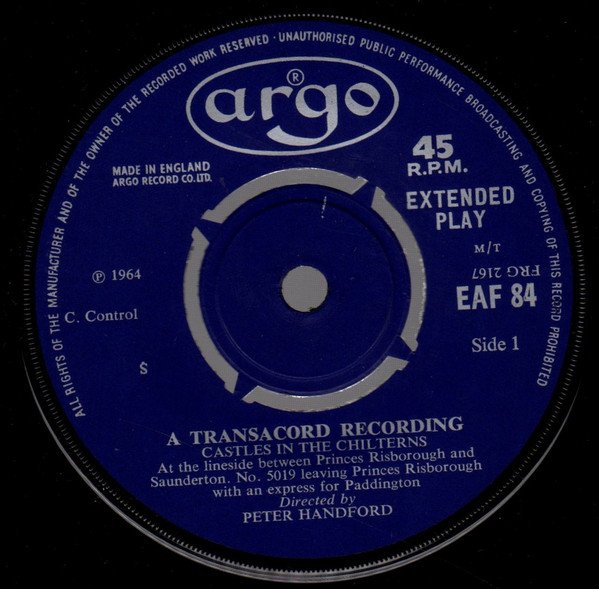 ALL RIGHTS OF THE MANUFACTURER AND OF THE OWNER OF THE RECORDED WORK RESERVED · UNAUTHORISED PUBLIC PERFORMANCE BROADCASTING AND COPYING OF THIS RECORD PROHIBITED
argo ®
MADE IN ENGLAND
ARGO RECORD CO. LTD.
45
R.P.M.
EXTENDED
PLAY
M/T
FRG 2167
EAF 84
℗ 1964
C. Control
Side 1
S
A TRANSACORD RECORDING
CASTLES IN THE CHILTERNS
At the lineside between Princes Risborough and
Saunderton. No. 5019 leaving Princes Risborough
with an express for Paddington
Directed by
PETER HANDFORD